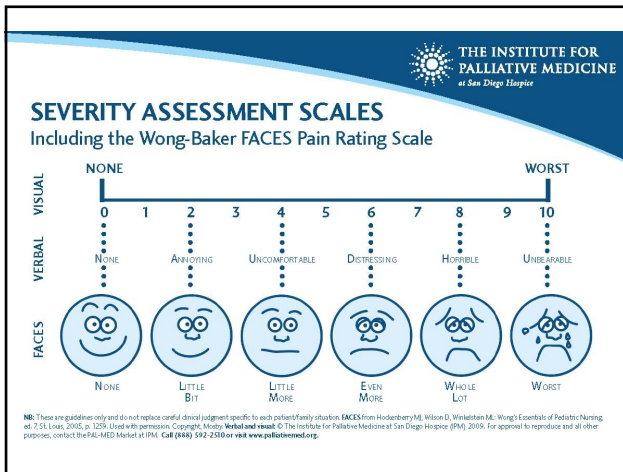 THE INSTITUTE FOR
PALLIATIVE MEDICINE
at San Diego Hospice
SEVERITY ASSESSMENT SCALES
Including the Wong-Baker FACES Pain Rating Scale
NONE WORST
VISUAL
0 1 2 3 4 5 6 7 8 9 10
VERBAL
NONE ANNOYING UNCOMFORTABLE DISTRESSING HORRIBLE UNBEARABLE
FACES
NONE LITTLE BIT LITTLE MORE EVEN MORE WHOLE LOT WORST
NB: These are guidelines only and do not replace careful clinical judgment specific to each patient/family situation. FACES from Hockenberry MJ, Wilson D, Winkelstein ML: Wong's Essentials of Pediatric Nursing,
ed. 7, St. Louis, 2005, p. 1259. Used with permission. Copyright, Mosby. Verbal and visual: © The Institute for Palliative Medicine at San Diego Hospice (IPM) 2009. For approval to reproduce and all other
purposes, contact the PAL-MED Market at IPM. Call (888) 592-2510 or visit www.palliativemed.org.